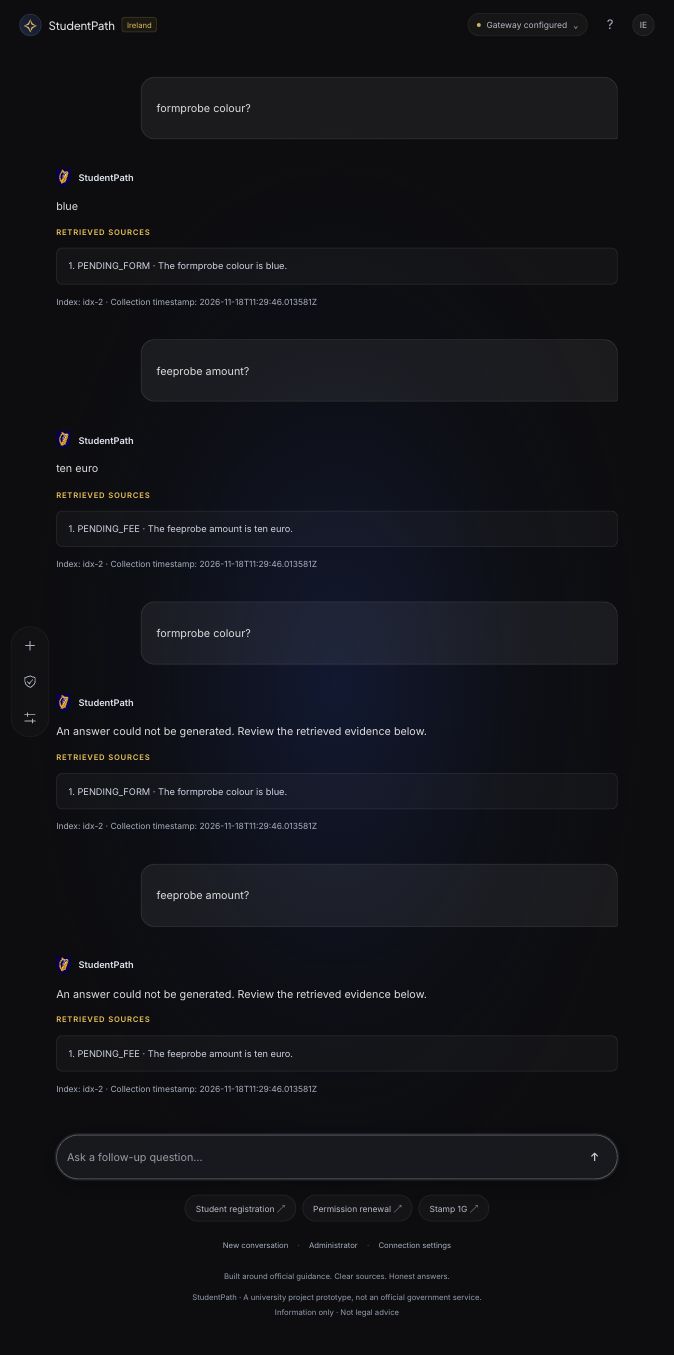 StudentPath Ireland Gateway configured ? IE
formprobe colour?
StudentPath
blue
RETRIEVED SOURCES
1. PENDING_FORM · The formprobe colour is blue.
Index: idx-2 · Collection timestamp: 2026-11-18T11:29:46.013581Z
feeprobe amount?
StudentPath
ten euro
RETRIEVED SOURCES
1. PENDING_FEE · The feeprobe amount is ten euro.
Index: idx-2 · Collection timestamp: 2026-11-18T11:29:46.013581Z
formprobe colour?
StudentPath
An answer could not be generated. Review the retrieved evidence below.
RETRIEVED SOURCES
1. PENDING_FORM · The formprobe colour is blue.
Index: idx-2 · Collection timestamp: 2026-11-18T11:29:46.013581Z
feeprobe amount?
StudentPath
An answer could not be generated. Review the retrieved evidence below.
RETRIEVED SOURCES
1. PENDING_FEE · The feeprobe amount is ten euro.
Index: idx-2 · Collection timestamp: 2026-11-18T11:29:46.013581Z
Ask a follow-up question...
Student registration ↗ Permission renewal ↗ Stamp 1G ↗
New conversation · Administrator · Connection settings
Built around official guidance. Clear sources. Honest answers.
StudentPath · A university project prototype, not an official government service.
Information only · Not legal advice